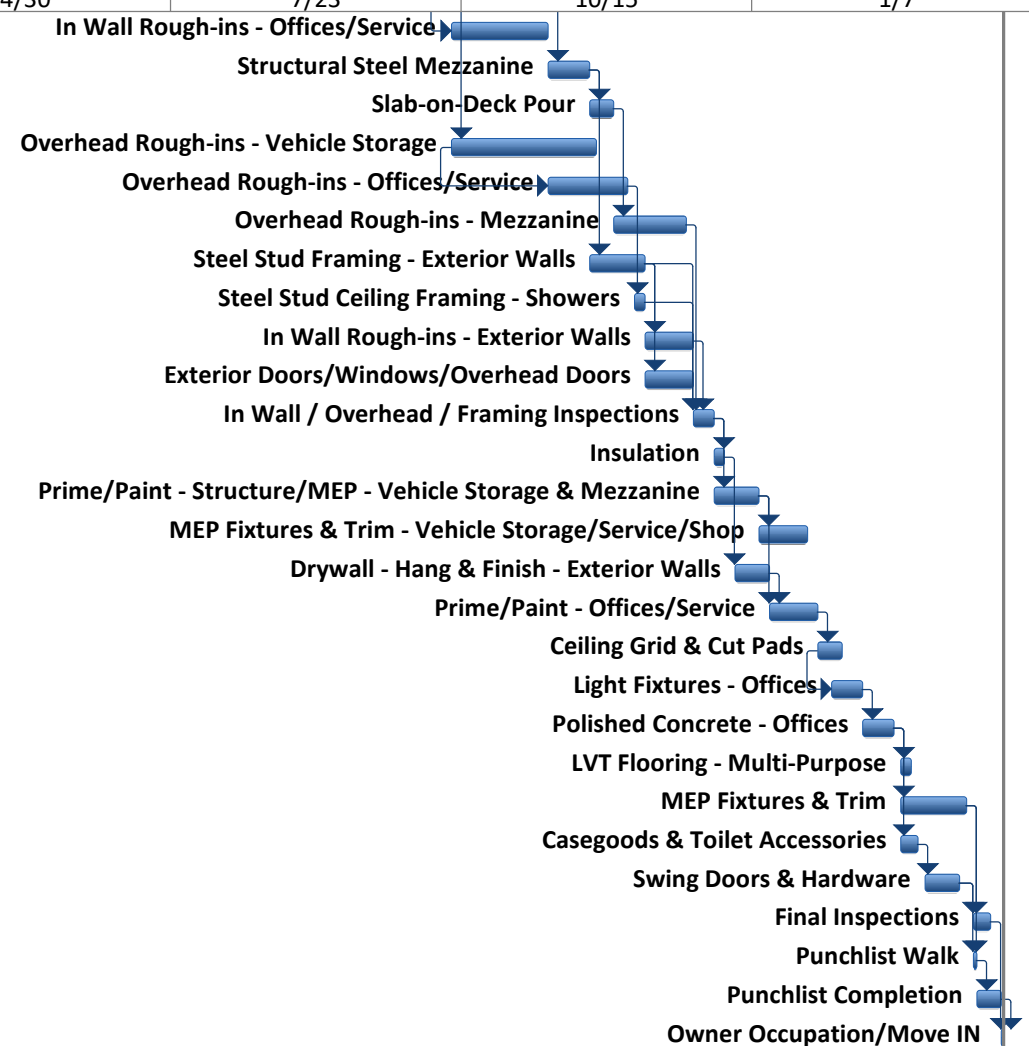 4/30 7/23 10/15 1/7
In Wall Rough-ins - Offices/Service
Structural Steel Mezzanine
Slab-on-Deck Pour
Overhead Rough-ins - Vehicle Storage
Overhead Rough-ins - Offices/Service
Overhead Rough-ins - Mezzanine
Steel Stud Framing - Exterior Walls
Steel Stud Ceiling Framing - Showers
In Wall Rough-ins - Exterior Walls
Exterior Doors/Windows/Overhead Doors
In Wall / Overhead / Framing Inspections
Insulation
Prime/Paint - Structure/MEP - Vehicle Storage & Mezzanine
MEP Fixtures & Trim - Vehicle Storage/Service/Shop
Drywall - Hang & Finish - Exterior Walls
Prime/Paint - Offices/Service
Ceiling Grid & Cut Pads
Light Fixtures - Offices
Polished Concrete - Offices
LVT Flooring - Multi-Purpose
MEP Fixtures & Trim
Casegoods & Toilet Accessories
Swing Doors & Hardware
Final Inspections
Punchlist Walk
Punchlist Completion
Owner Occupation/Move IN